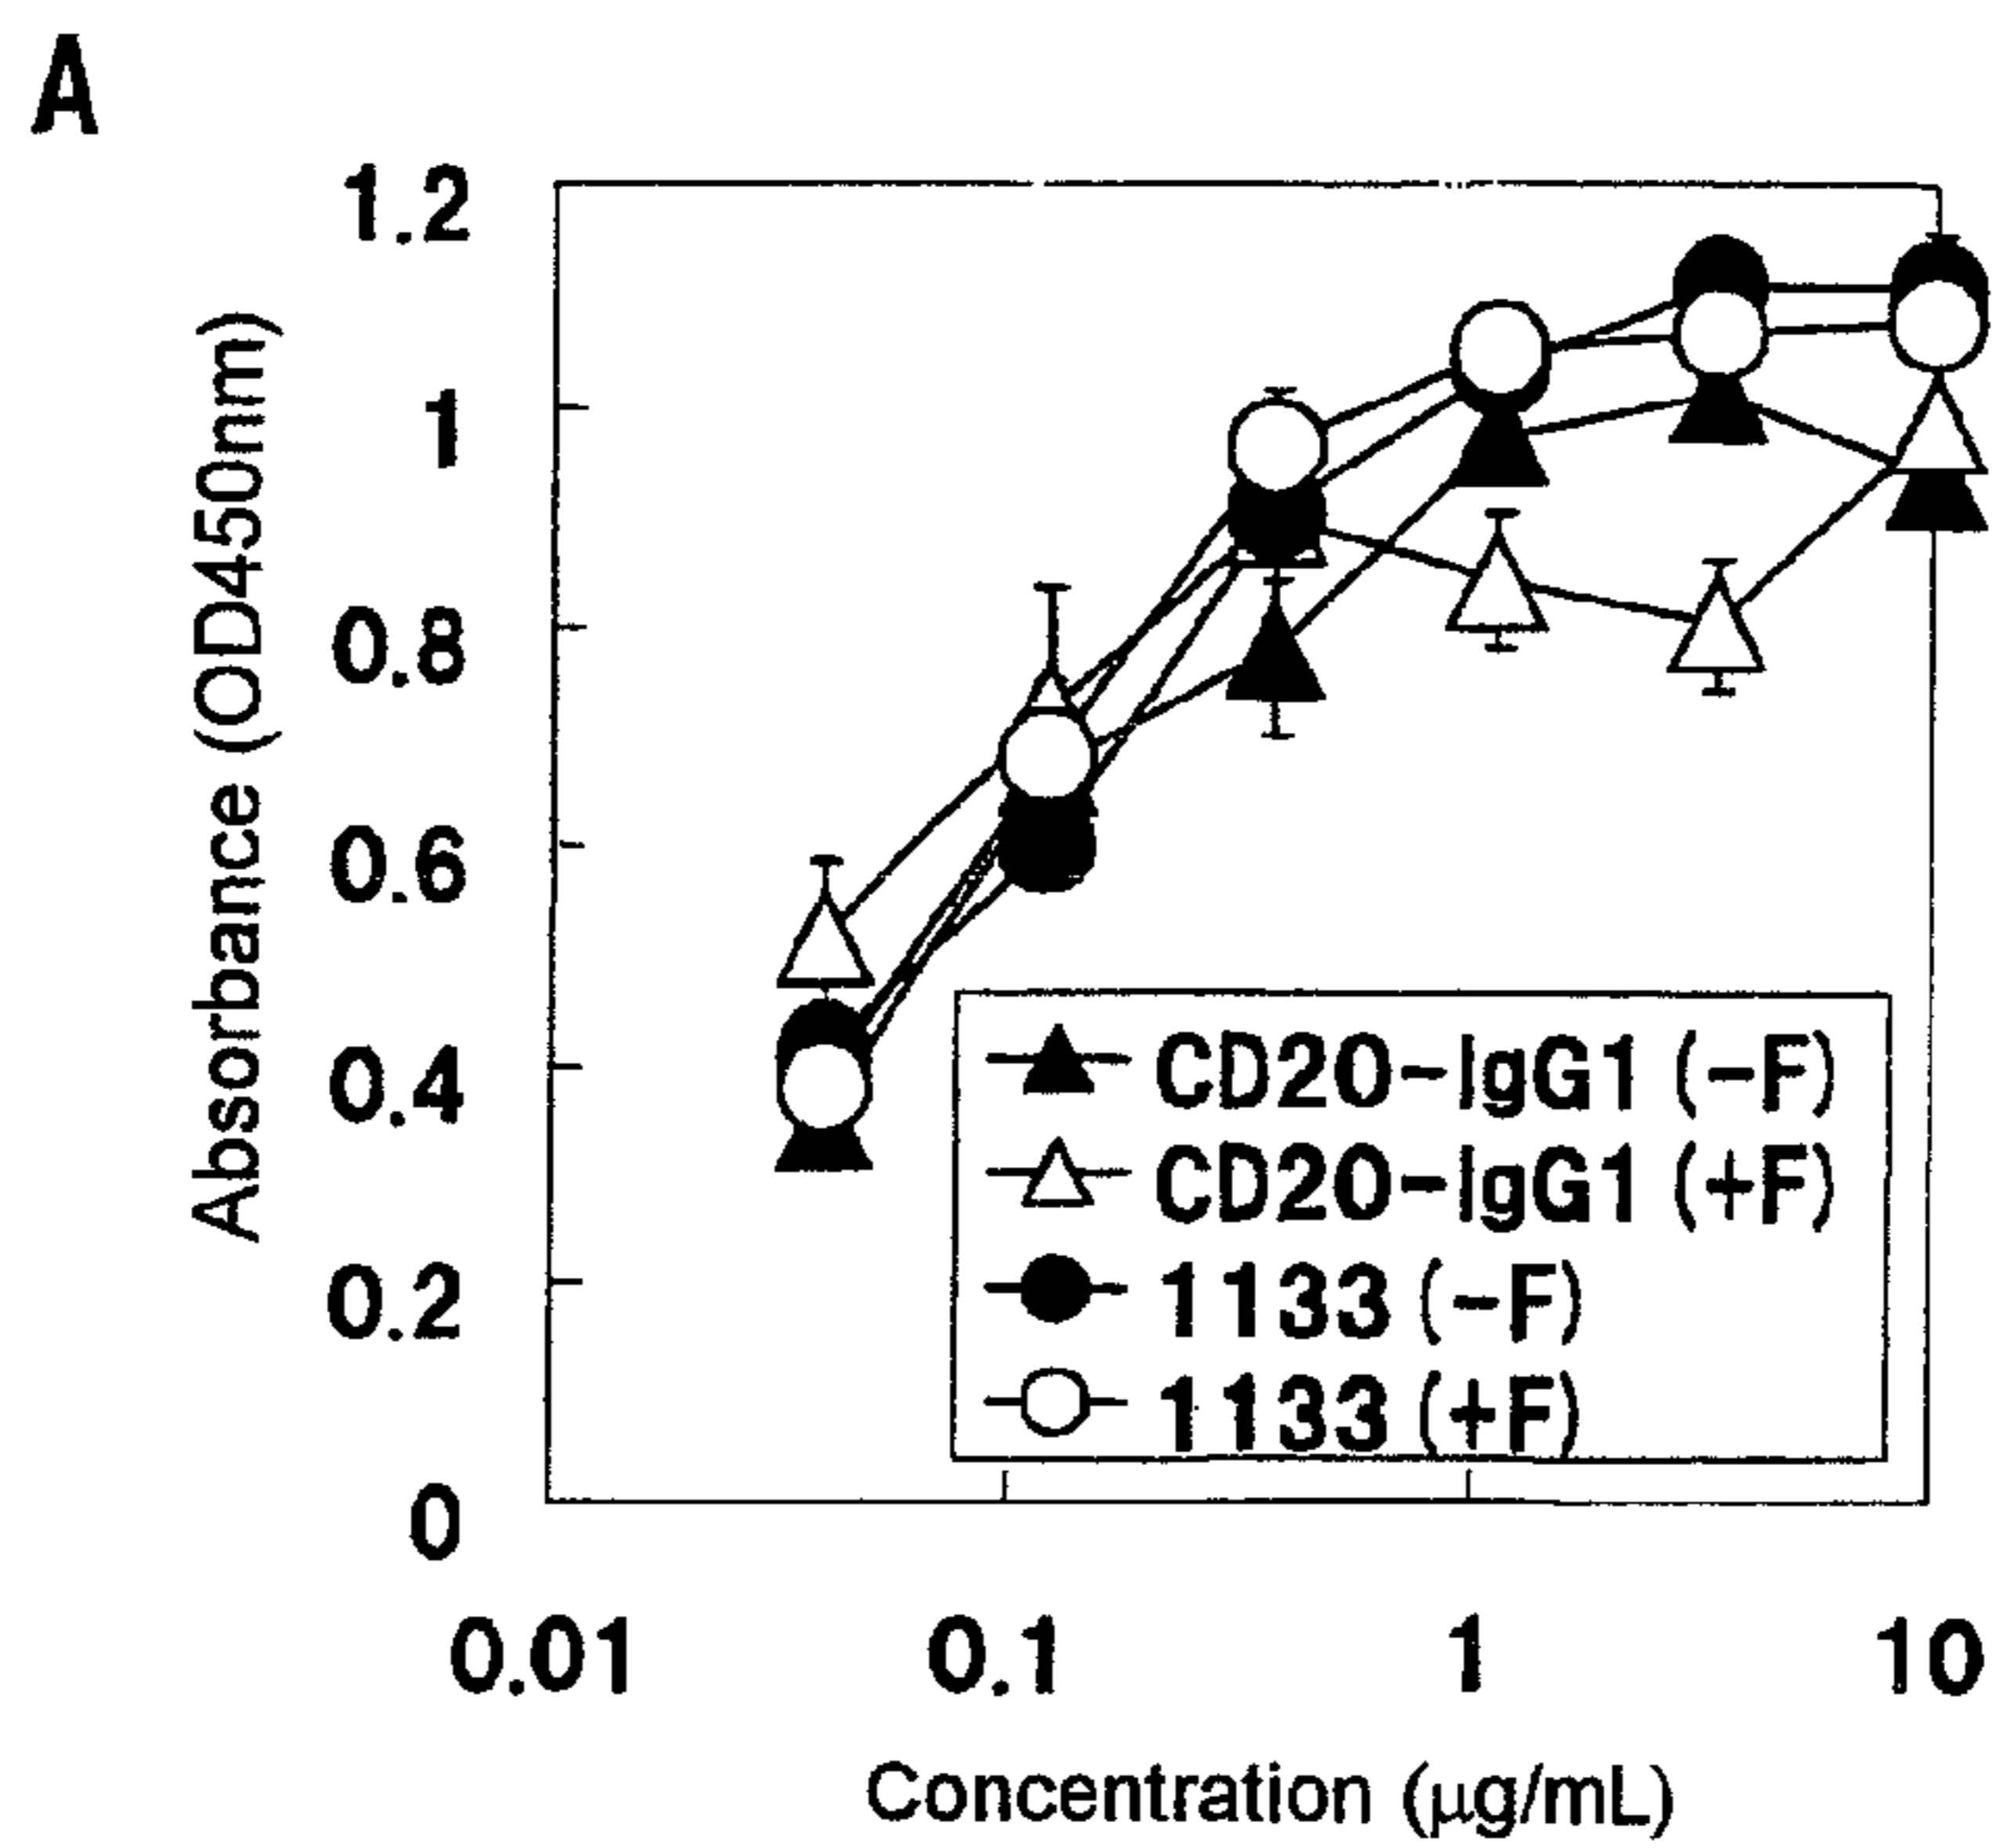 A
1.2
1
0.8
0.6
0.4
0.2
0
Absorbance (OD450nm)
CD20-IgG1 (-F)
CD20-IgG1 (+F)
1133 (-F)
1133 (+F)
0.01 0.1 1 10
Concentration (μg/mL)